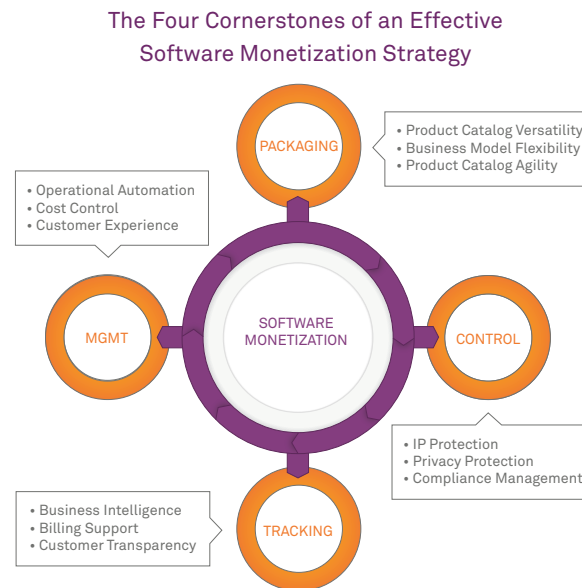 The Four Cornerstones of an Effective
Software Monetization Strategy
PACKAGING
• Product Catalog Versatility
• Business Model Flexibility
• Product Catalog Agility
• Operational Automation
• Cost Control
• Customer Experience
MGMT
SOFTWARE
MONETIZATION
CONTROL
• IP Protection
• Privacy Protection
• Compliance Management
• Business Intelligence
• Billing Support
• Customer Transparency
TRACKING